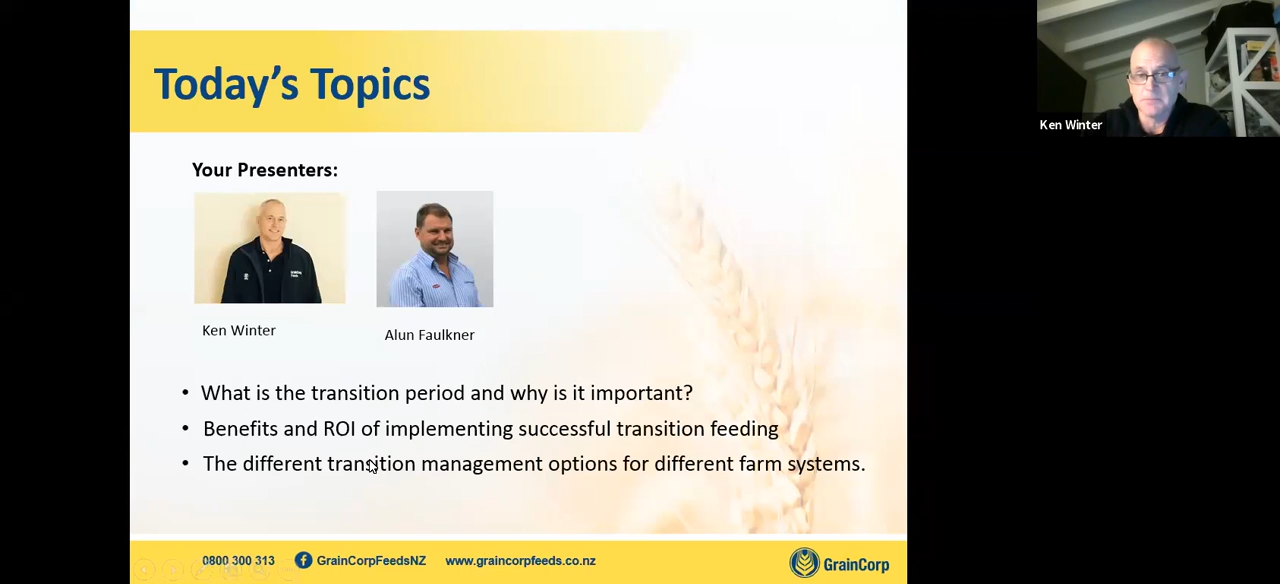 Today's Topics
Ken Winter
Your Presenters:
Ken Winter
Alun Faulkner
• What is the transition period and why is it important?
• Benefits and ROI of implementing successful transition feeding
• The different transition management options for different farm systems.
0800 300 313
GrainCorpFeedsNZ
www.graincorpfeeds.co.nz
GrainCorp